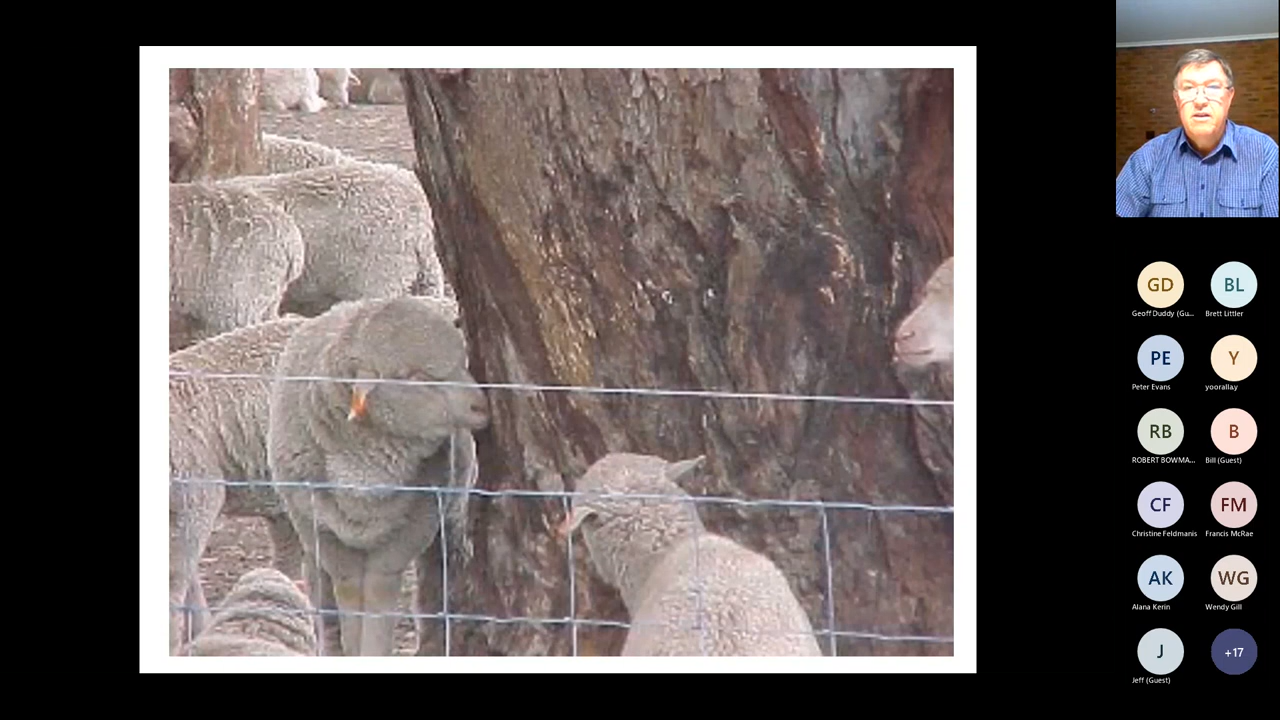 GD
BL
Geoff Duddy (Gu...
Brett Littler
PE
Y
Peter Evans
yoorallay
RB
B
ROBERT BOWMA...
Bill (Guest)
CF
FM
Christine Feldmanis
Francis McRae
AK
WG
Alana Kerin
Wendy Gill
J
+17
Jeff (Guest)